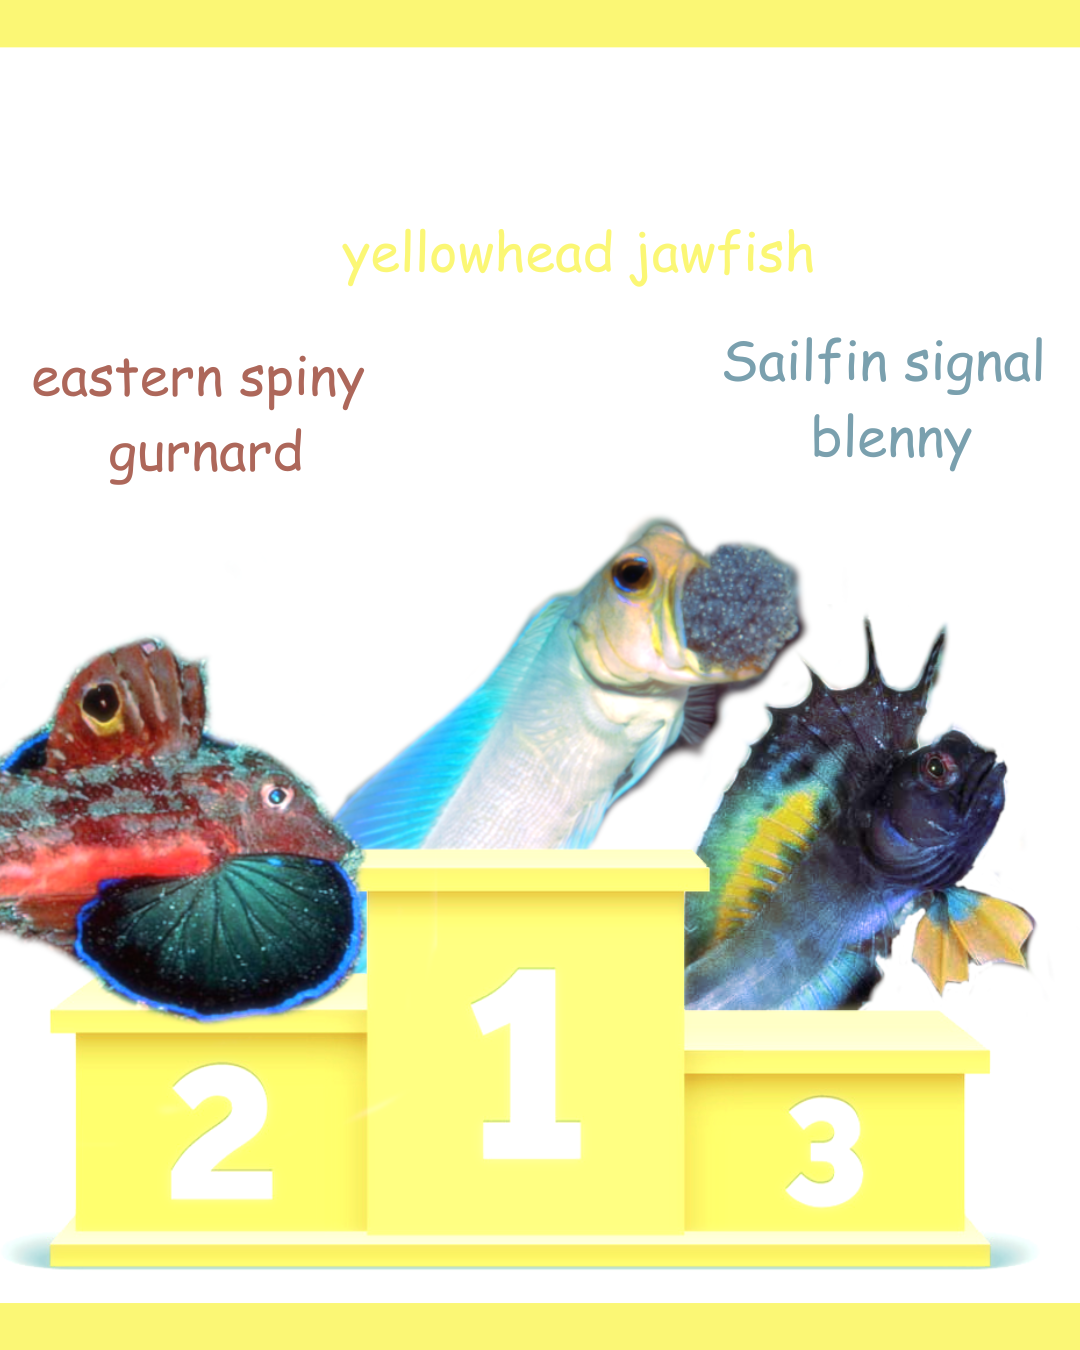 yellowhead jawfish
eastern spiny
gurnard
Sailfin signal
blenny
1
2
3